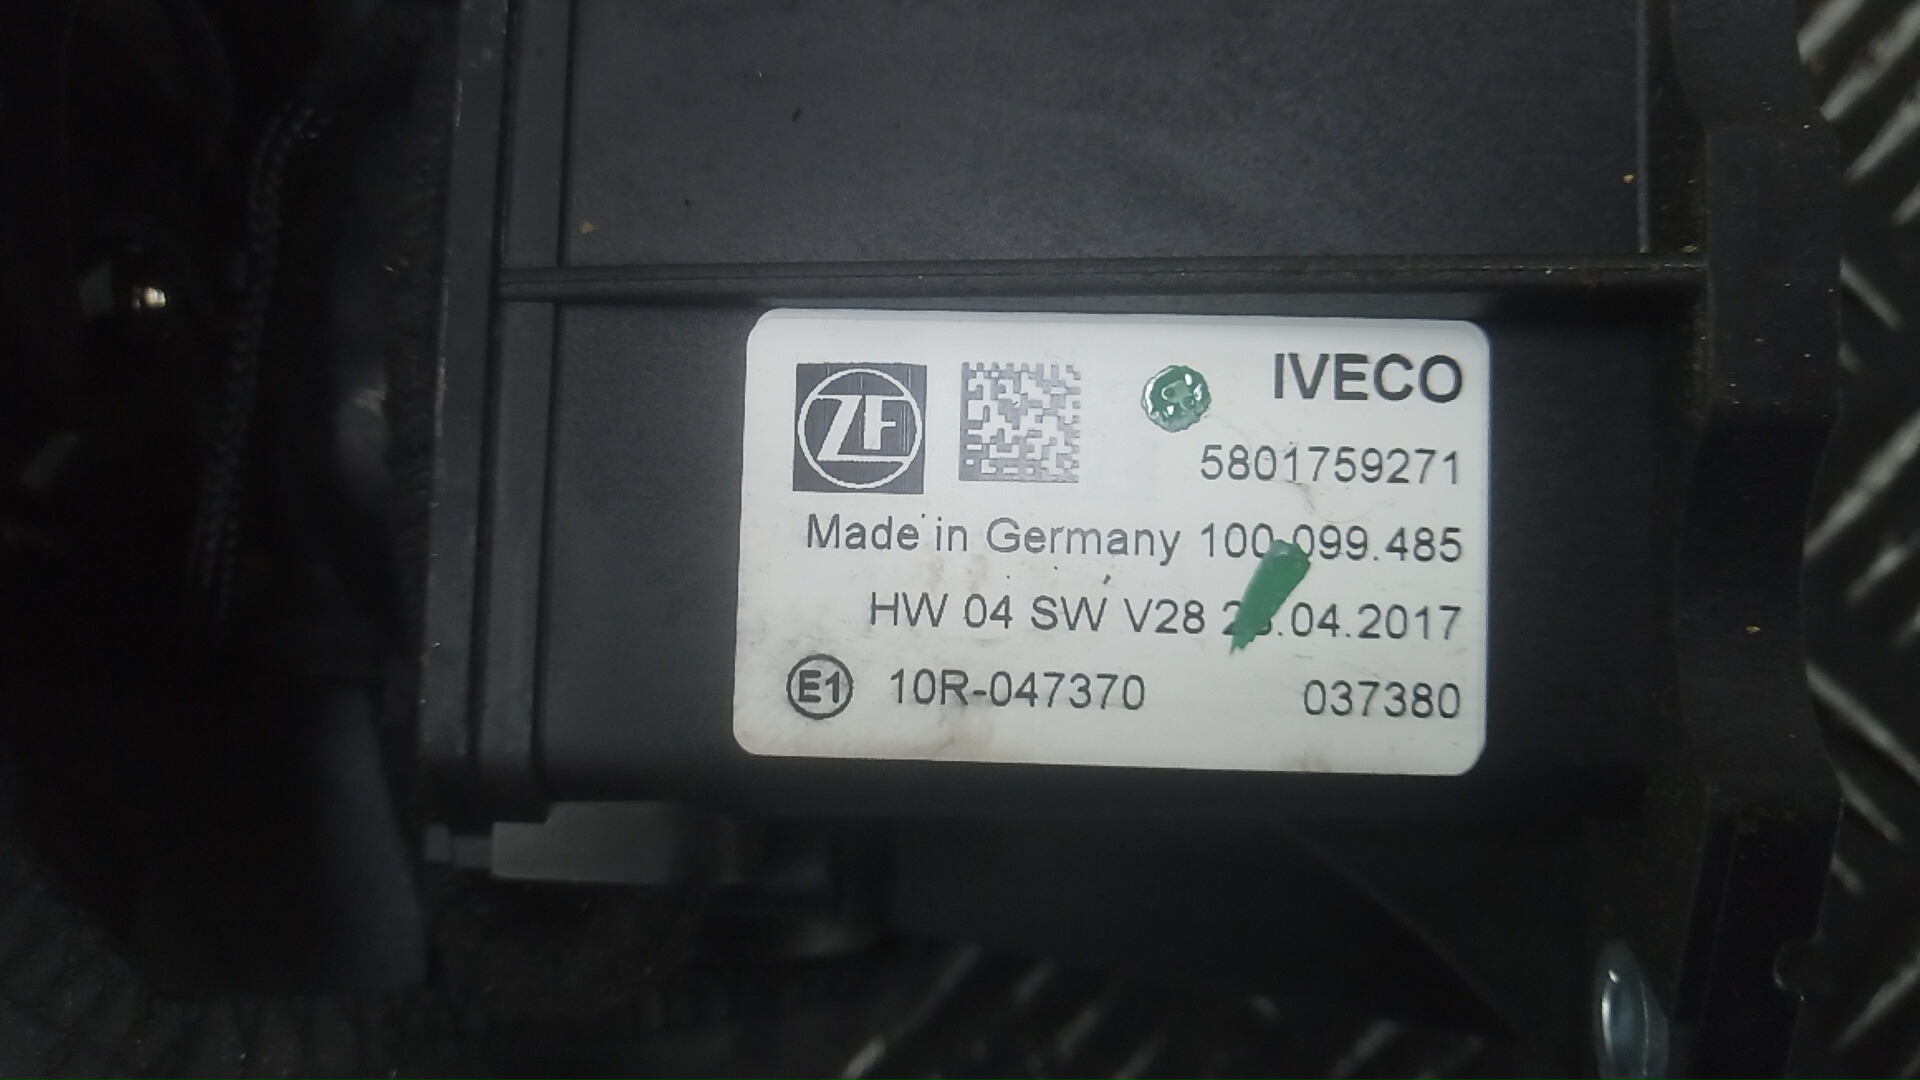 ZF
IVECO
5801759271
Made in Germany 100.099.485
HW 04 SW V28 .04.2017
E1 10R-047370 037380